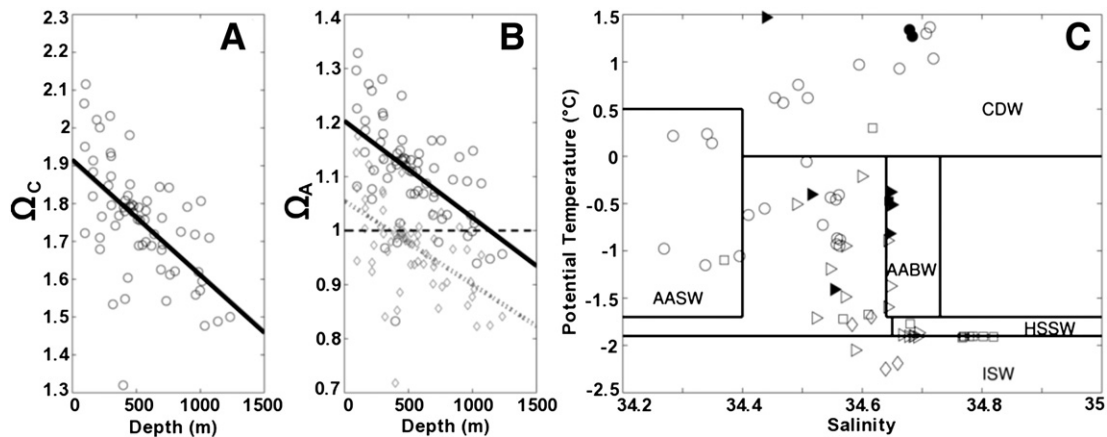 A
Ω_C
2.3
2.2
2.1
2
1.9
1.8
1.7
1.6
1.5
1.4
1.3
0 500 1000 1500
Depth (m)
B
Ω_A
1.4
1.3
1.2
1.1
1
0.9
0.8
0.7
0 500 1000 1500
Depth (m)
C
Potential Temperature (°C)
1.5
1
0.5
0
-0.5
-1
-1.5
-2
-2.5
CDW
AASW
AABW
HSSW
ISW
34.2 34.4 34.6 34.8 35
Salinity